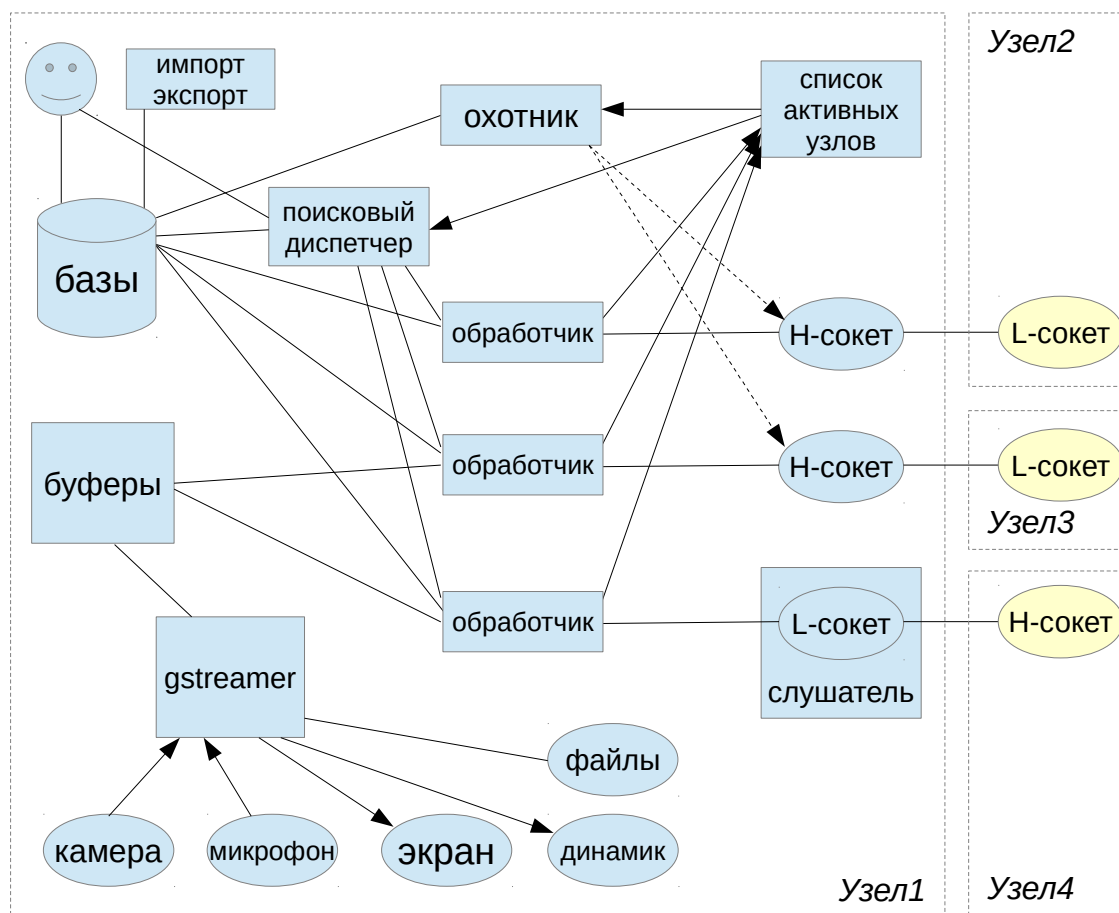 Узел2
импорт
экспорт
список
активных
узлов
охотник
поисковый
диспетчер
базы
обработчик
H-сокет
L-сокет
буферы
обработчик
H-сокет
L-сокет
Узел3
обработчик
L-сокет
H-сокет
слушатель
gstreamer
файлы
камера
микрофон
экран
динамик
Узел1
Узел4